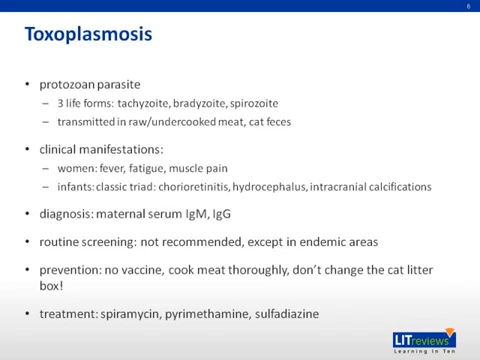 6
Toxoplasmosis
• protozoan parasite
– 3 life forms: tachyzoite, bradyzoite, spirozoite
– transmitted in raw/undercooked meat, cat feces
• clinical manifestations:
– women: fever, fatigue, muscle pain
– infants: classic triad: chorioretinitis, hydrocephalus, intracranial calcifications
• diagnosis: maternal serum IgM, IgG
• routine screening: not recommended, except in endemic areas
• prevention: no vaccine, cook meat thoroughly, don’t change the cat litter
box!
• treatment: spiramycin, pyrimethamine, sulfadiazine
LITreviews
Learning In Ten